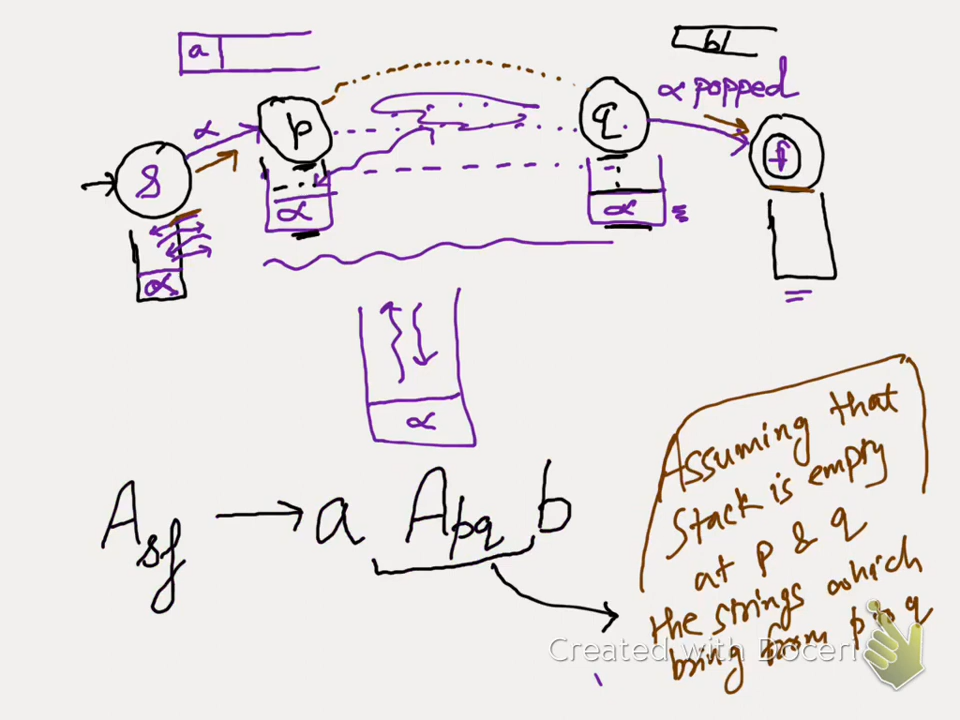 a
b
α popped
α
p
q
s
f
α
α
α
α
A_sf → a A_pq b
Assuming that
Stack is empty
at p & q
the strings which
bring from p to q
Created with Doceri